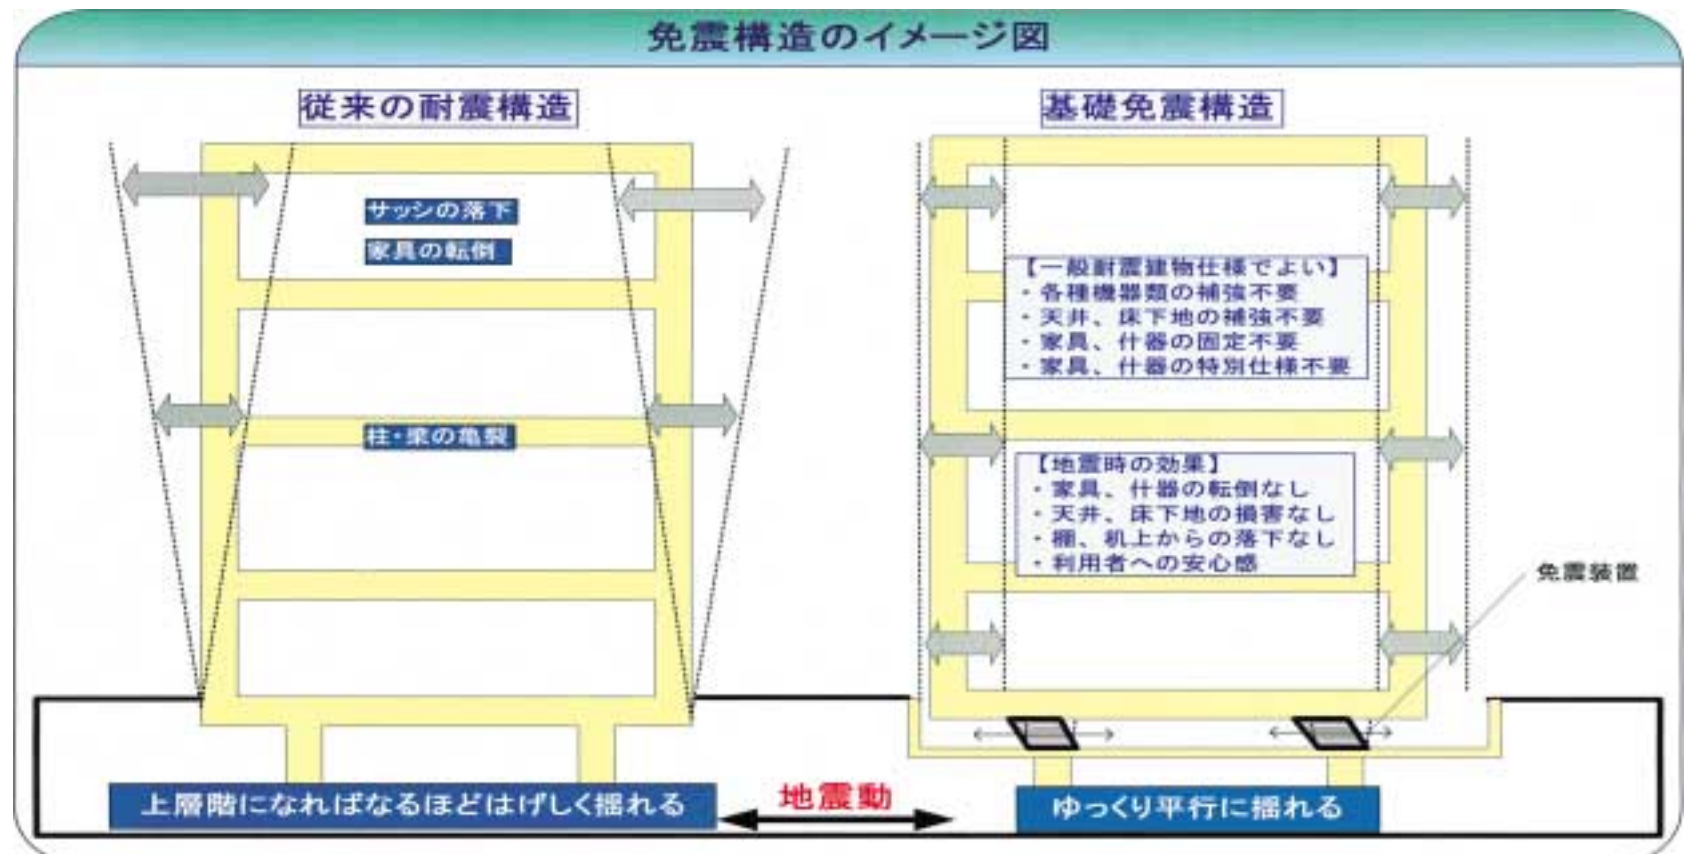 免震構造のイメージ図
従来の耐震構造
サッシの落下
家具の転倒
柱・梁の亀裂
上層階になればなるほどはげしく揺れる
地震動
基礎免震構造
【一般耐震建物仕様でよい】
・各種機器類の補強不要
・天井、床下地の補強不要
・家具、什器の固定不要
・家具、什器の特別仕様不要
【地震時の効果】
・家具、什器の転倒なし
・天井、床下地の損害なし
・棚、机上からの落下なし
・利用者への安心感
免震装置
ゆっくり平行に揺れる